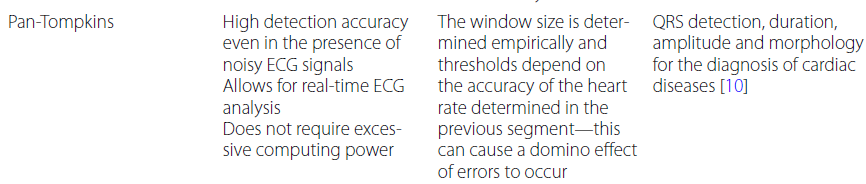 Pan-Tompkins
High detection accuracy
even in the presence of
noisy ECG signals
Allows for real-time ECG
analysis
Does not require exces-
sive computing power
The window size is deter-
mined empirically and
thresholds depend on
the accuracy of the heart
rate determined in the
previous segment—this
can cause a domino effect
of errors to occur
QRS detection, duration,
amplitude and morphology
for the diagnosis of cardiac
diseases [10]